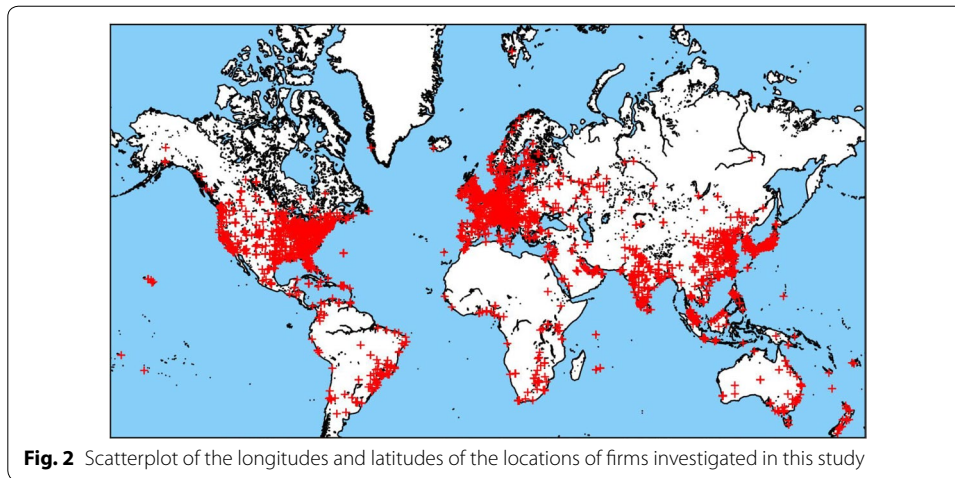 Fig. 2 Scatterplot of the longitudes and latitudes of the locations of firms investigated in this study